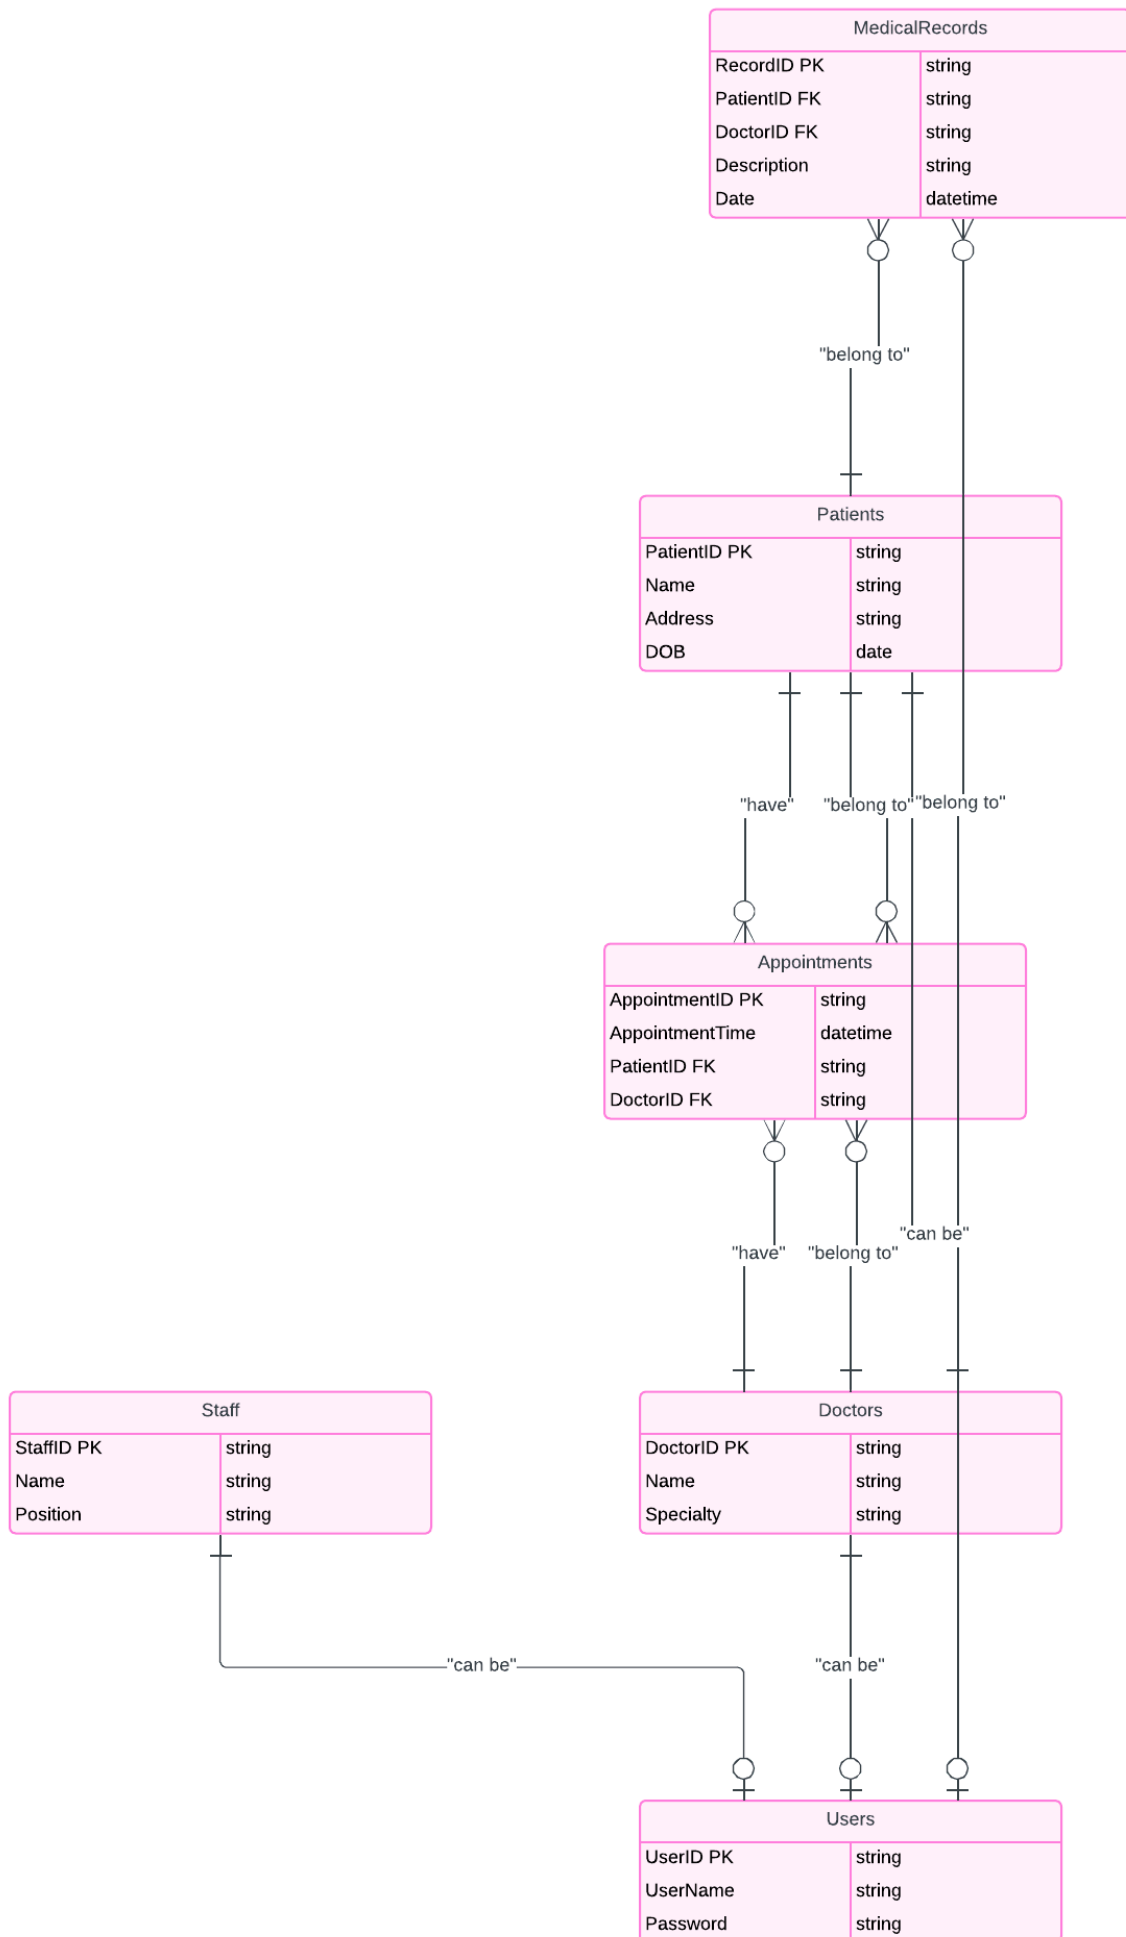 MedicalRecords
RecordID PK string
PatientID FK string
DoctorID FK string
Description string
Date datetime
"belong to"
Patients
PatientID PK string
Name string
Address string
DOB date
"have" "belong to" "belong to"
Appointments
AppointmentID PK string
AppointmentTime datetime
PatientID FK string
DoctorID FK string
"can be"
"have" "belong to"
Staff
StaffID PK string
Name string
Position string
Doctors
DoctorID PK string
Name string
Specialty string
"can be" "can be"
Users
UserID PK string
UserName string
Password string